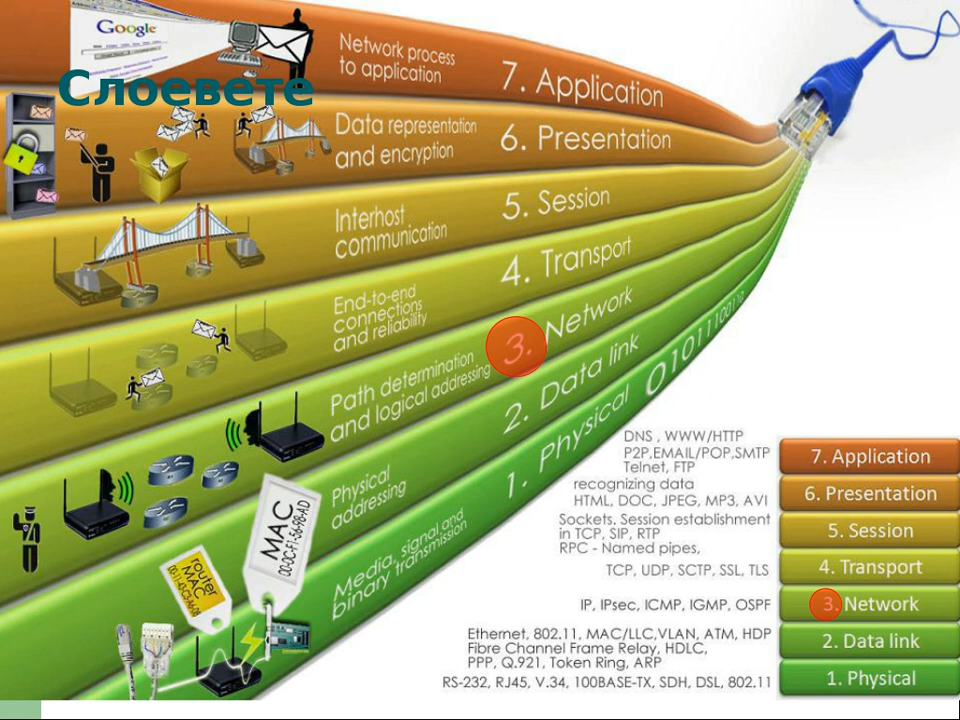 Google
Слоевете
Network process
to application
7. Application
Data representation
and encryption
6. Presentation
Interhost
communication
5. Session
End-to-end
connections
and reliability
4. Transport
Path determination
and logical addressing
3. Network
Physical
addressing
2. Data link
Media, signal and
binary transmission
1. Physical
MAC
router
MAC
DNS , WWW/HTTP
P2P,EMAIL/POP,SMTP
Telnet, FTP
7. Application
recognizing data
HTML, DOC, JPEG, MP3, AVI
6. Presentation
Sockets. Session establishment
in TCP, SIP, RTP
RPC - Named pipes,
5. Session
TCP, UDP, SCTP, SSL, TLS
4. Transport
IP, IPsec, ICMP, IGMP, OSPF
3. Network
Ethernet, 802.11, MAC/LLC,VLAN, ATM, HDP
Fibre Channel Frame Relay, HDLC,
PPP, Q.921, Token Ring, ARP
2. Data link
RS-232, RJ45, V.34, 100BASE-TX, SDH, DSL, 802.11
1. Physical